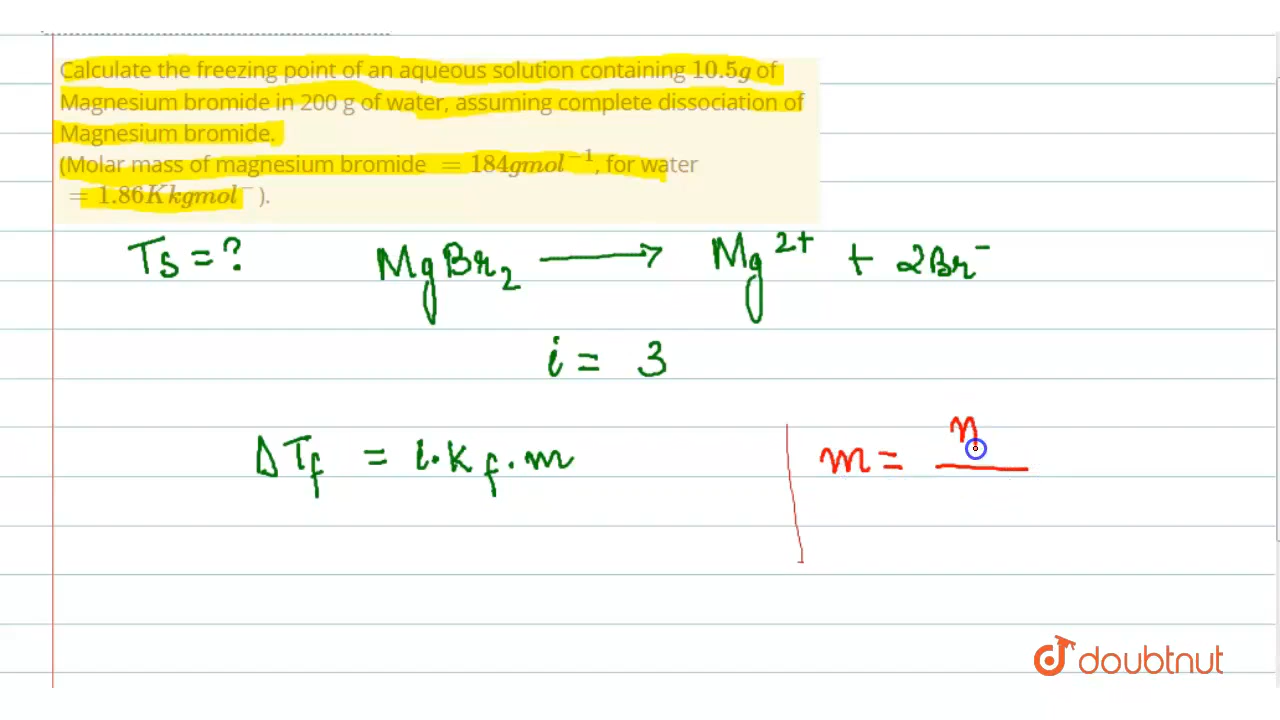 Calculate the freezing point of an aqueous solution containing 10.5g of
Magnesium bromide in 200 g of water, assuming complete dissociation of
Magnesium bromide.
(Molar mass of magnesium bromide = 184gmol⁻¹, for water
= 1.86Kkgmol⁻ ).
Ts = ? MgBr₂ ⟶ Mg²⁺ + 2Br⁻
i = 3
ΔTf = i.Kf.m m = n
doubtnut